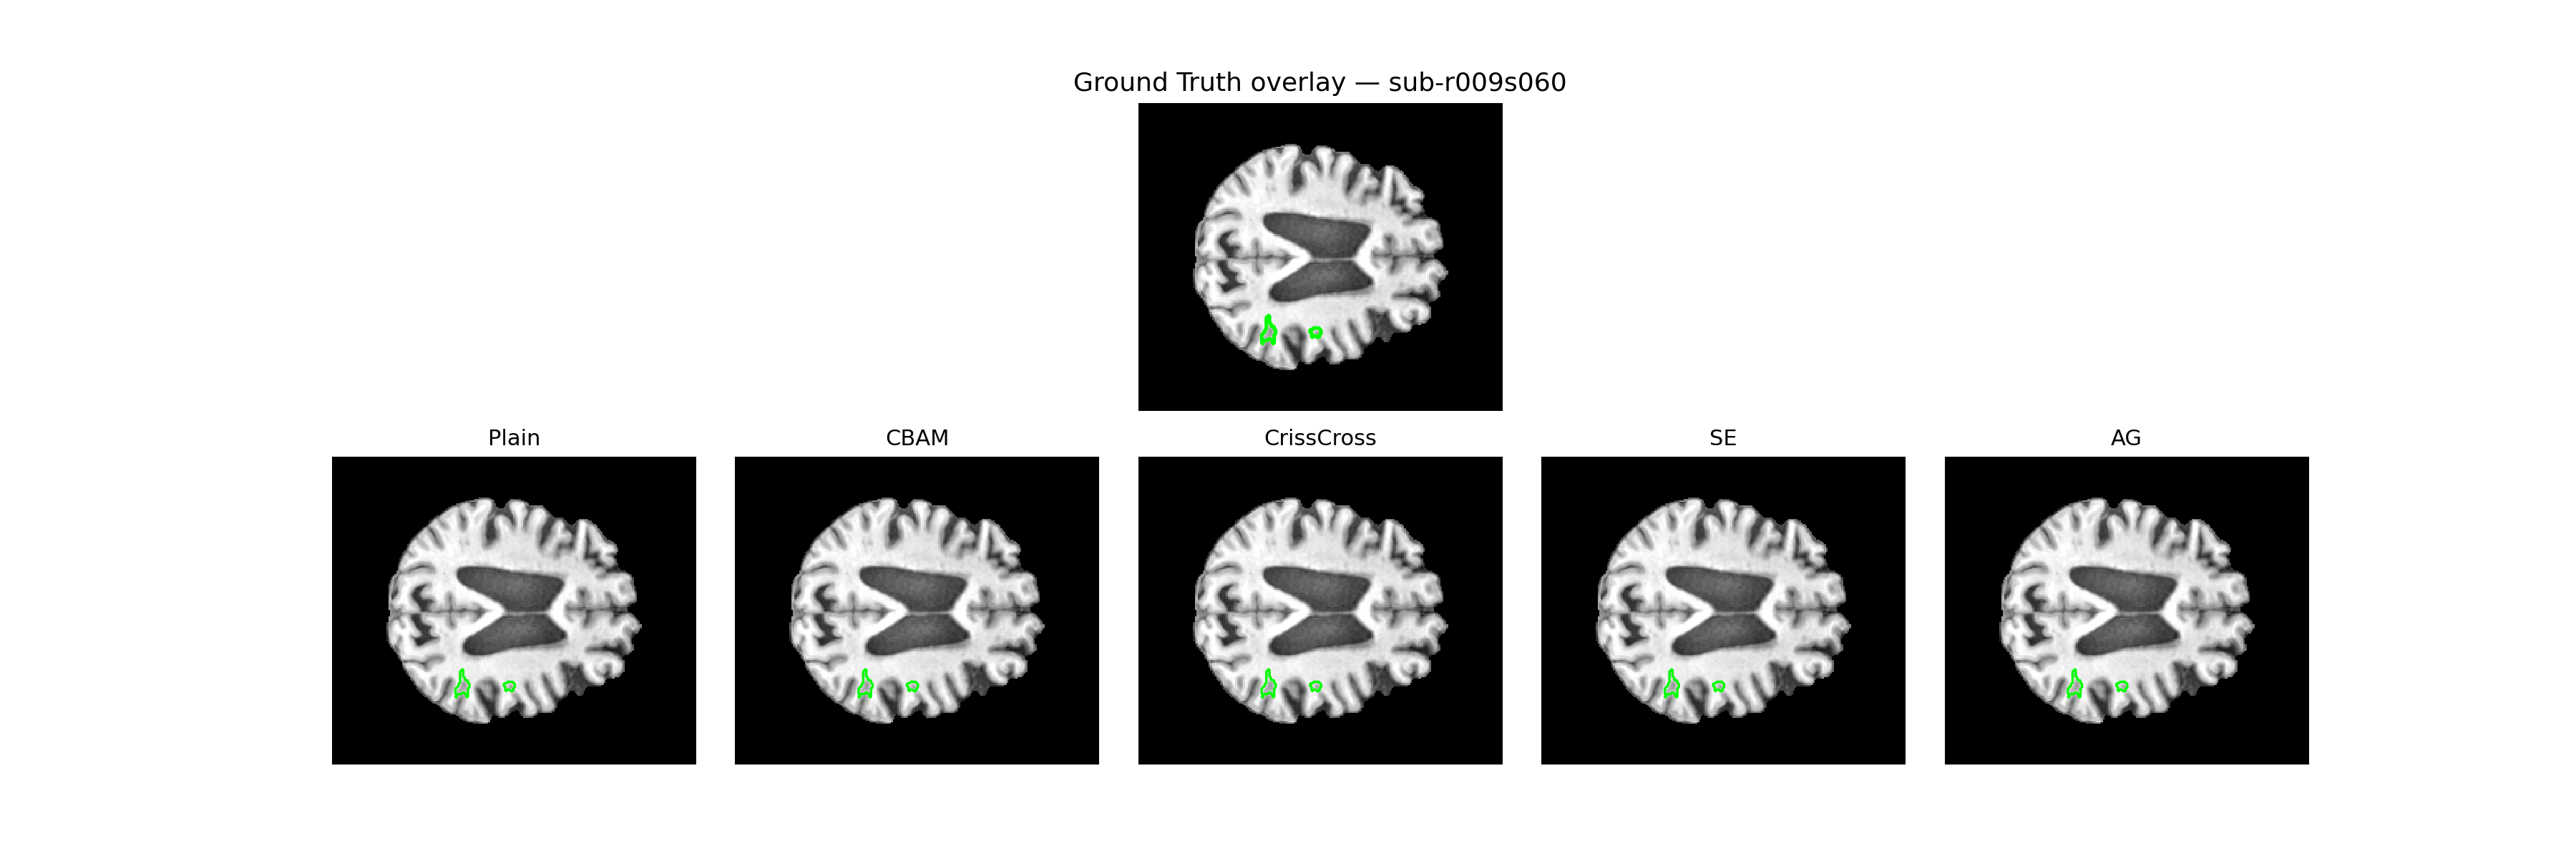 Ground Truth overlay — sub-r009s060
Plain
CBAM
CrissCross
SE
AG